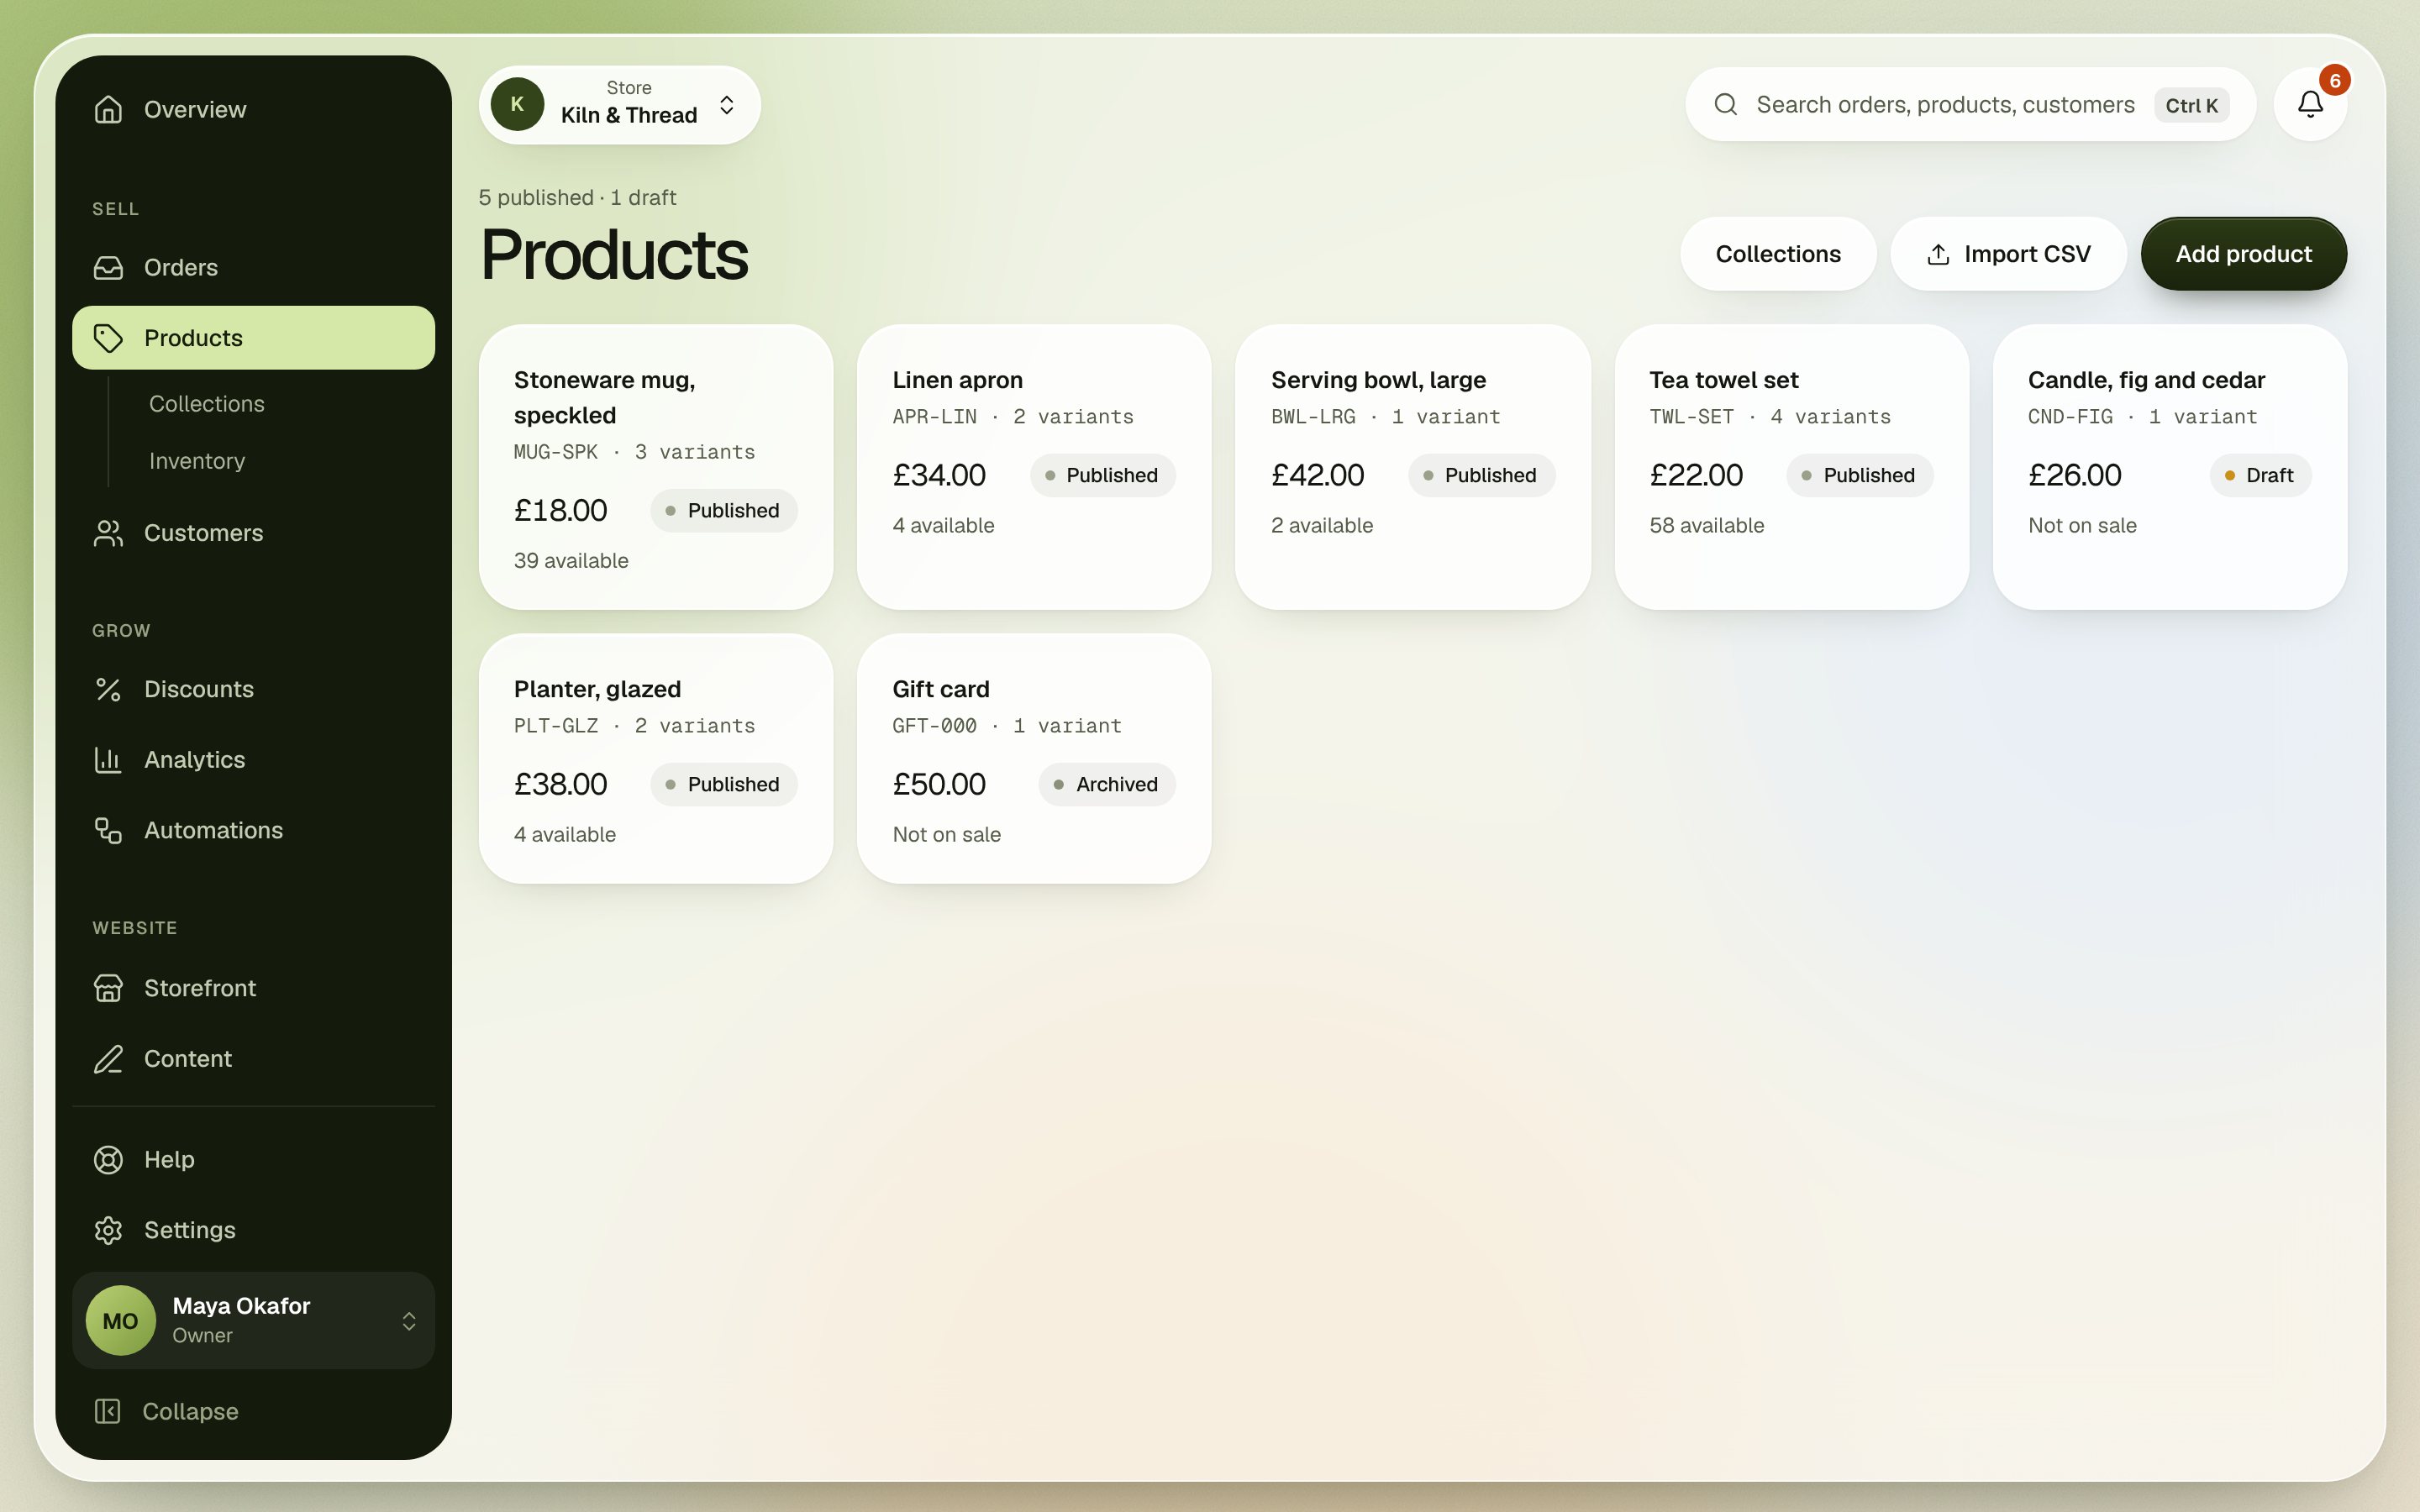 Overview
SELL
Orders
Products
Collections
Inventory
Customers
GROW
Discounts
Analytics
Automations
WEBSITE
Storefront
Content
Help
Settings
MO
Maya Okafor
Owner
Collapse
K
Store
Kiln & Thread
Search orders, products, customers
Ctrl K
6
5 published · 1 draft
Products
Collections
Import CSV
Add product
Stoneware mug,
speckled
MUG-SPK · 3 variants
£18.00
Published
39 available
Linen apron
APR-LIN · 2 variants
£34.00
Published
4 available
Serving bowl, large
BWL-LRG · 1 variant
£42.00
Published
2 available
Tea towel set
TWL-SET · 4 variants
£22.00
Published
58 available
Candle, fig and cedar
CND-FIG · 1 variant
£26.00
Draft
Not on sale
Planter, glazed
PLT-GLZ · 2 variants
£38.00
Published
4 available
Gift card
GFT-000 · 1 variant
£50.00
Archived
Not on sale